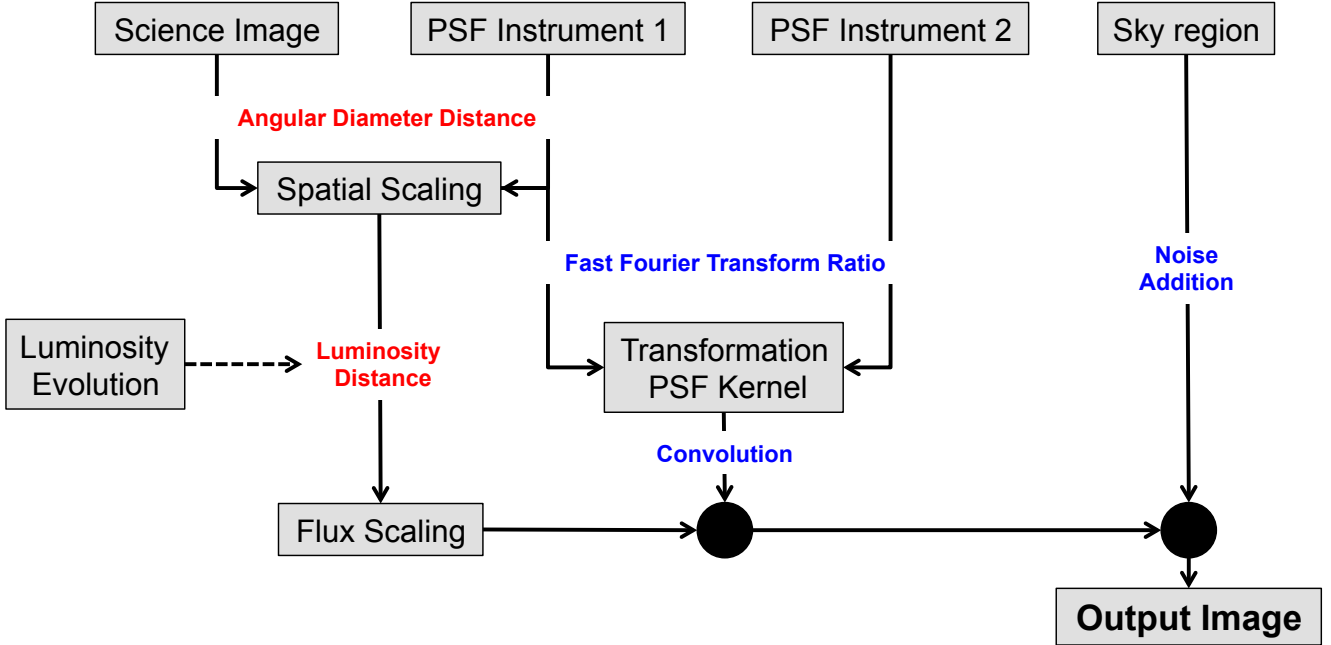 Science Image
PSF Instrument 1
PSF Instrument 2
Sky region
Angular Diameter Distance
Spatial Scaling
Fast Fourier Transform Ratio
Noise
Addition
Luminosity
Evolution
Luminosity
Distance
Transformation
PSF Kernel
Convolution
Flux Scaling
Output Image